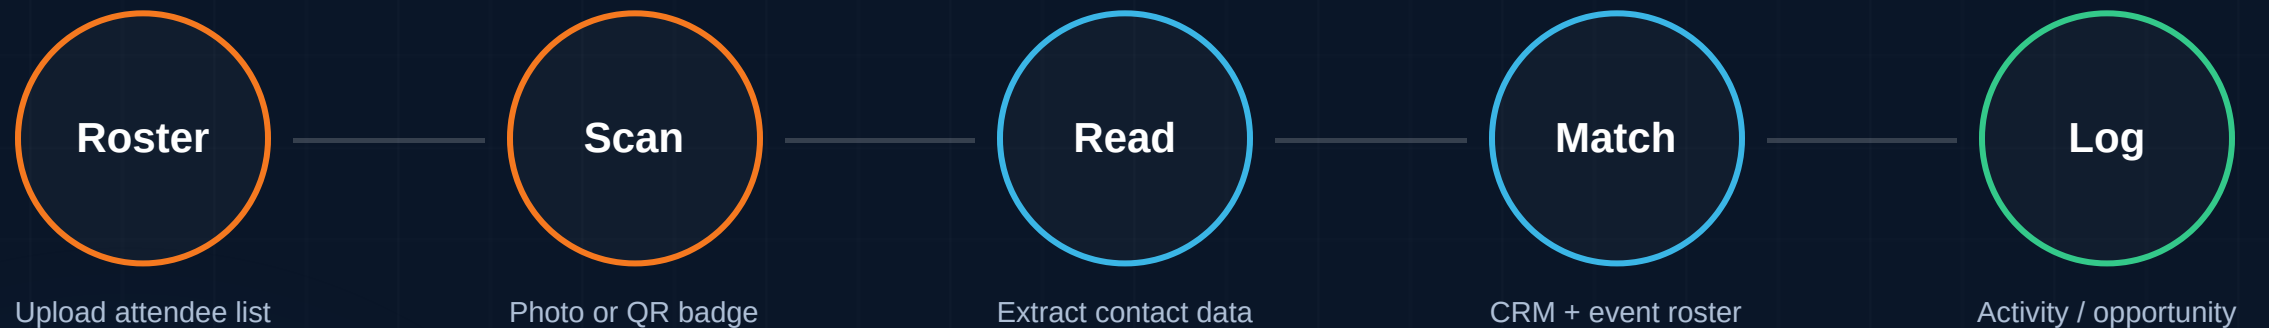 Roster
Scan
Read
Match
Log
Upload attendee list
Photo or QR badge
Extract contact data
CRM + event roster
Activity / opportunity